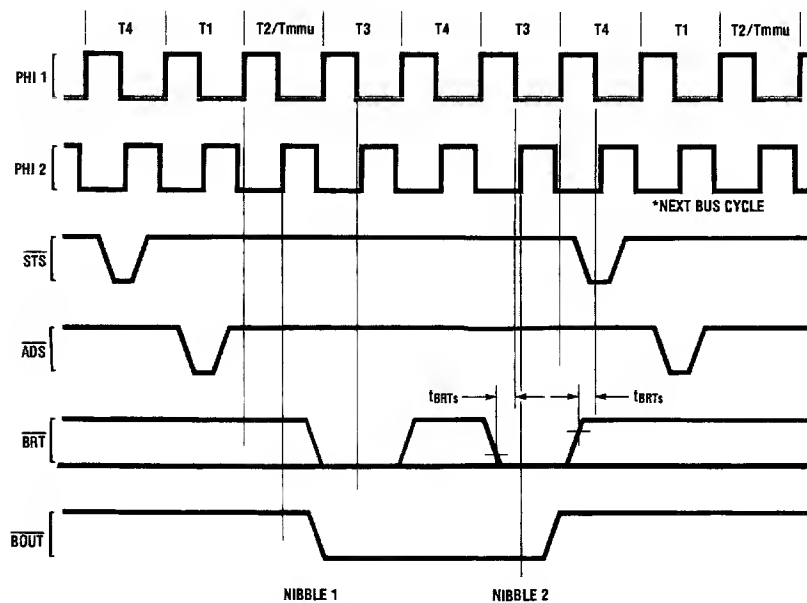 T4 T1 T2/Tmmu T3 T4 T3 T4 T1 T2/Tmmu
PHI 1
PHI 2
*NEXT BUS CYCLE
STS
ADS
tBRTs tBRTs
BRT
BOUT
NIBBLE 1 NIBBLE 2